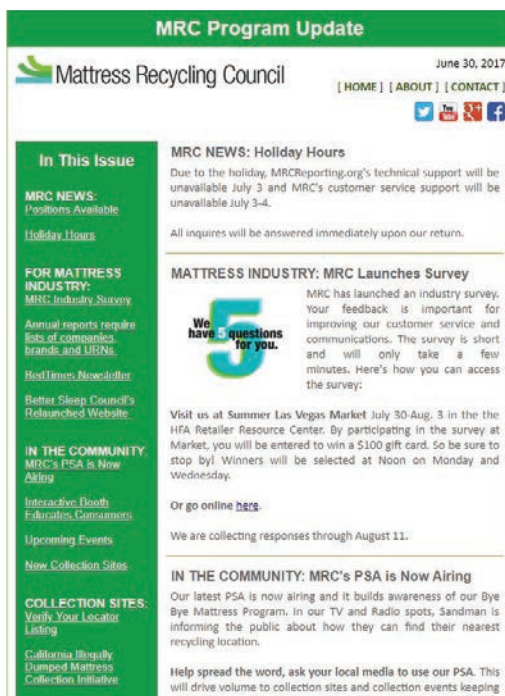 MRC Program Update
Mattress Recycling Council
June 30, 2017
[ HOME ] [ ABOUT ] [ CONTACT ]
You
Tube
In This Issue
MRC NEWS:
Positions Available
Holiday Hours
FOR MATTRESS
INDUSTRY:
MRC Industry Survey
Annual reports require
lists of companies,
brands and URNs
BedTimes Newsletter
Better Sleep Council's
Relaunched Website
IN THE COMMUNITY:
MRC's PSA is Now
Airing
Interactive Booth
Educates Consumers
Upcoming Events
New Collection Sites
COLLECTION SITES:
Verify Your Locator
Listing
California Illegally
Dumped Mattress
Collection Initiative
MRC NEWS: Holiday Hours
Due to the holiday, MRCReporting.org's technical support will be
unavailable July 3 and MRC's customer service support will be
unavailable July 3-4.
All inquires will be answered immediately upon our return.
MATTRESS INDUSTRY: MRC Launches Survey
We
have 5 questions
for you.
MRC has launched an industry survey.
Your feedback is important for
improving our customer service and
communications. The survey is short
and will only take a few
minutes. Here's how you can access
the survey:
Visit us at Summer Las Vegas Market July 30-Aug. 3 in the the
HFA Retailer Resource Center. By participating in the survey at
Market, you will be entered to win a $100 gift card. So be sure to
stop by! Winners will be selected at Noon on Monday and
Wednesday.
Or go online here.
We are collecting responses through August 11.
IN THE COMMUNITY: MRC's PSA is Now Airing
Our latest PSA is now airing and it builds awareness of our Bye
Bye Mattress Program. In our TV and Radio spots, Sandman is
informing the public about how they can find their nearest
recycling location.
Help spread the word, ask your local media to use our PSA. This
will drive volume to collection sites and collection events keeping